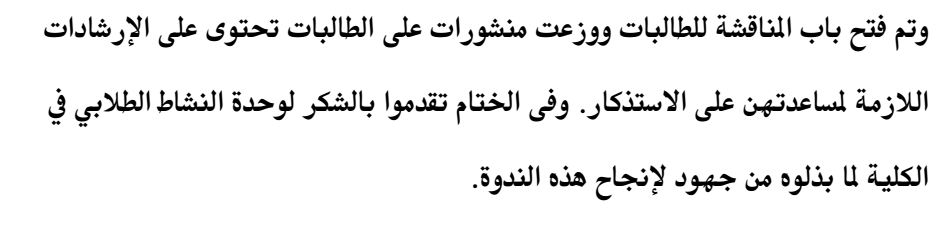 وتم فتح باب المناقشة للطالبات ووزعت منشورات على الطالبات تحتوى على الإرشادات
اللازمة لمساعدتهن على الاستذكار. وفى الختام تقدموا بالشكر لوحدة النشاط الطلابي في
الكلية لما بذلوه من جهود لإنجاح هذه الندوة.